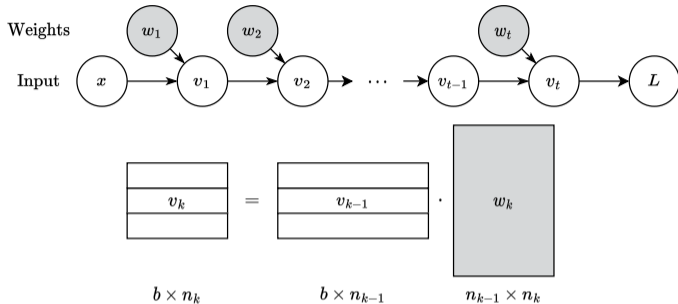 Weights w₁ w₂ wₜ
Input x v₁ v₂ ⋯ vₜ₋₁ vₜ L
vₖ = vₖ₋₁ · wₖ
b × nₖ b × nₖ₋₁ nₖ₋₁ × nₖ